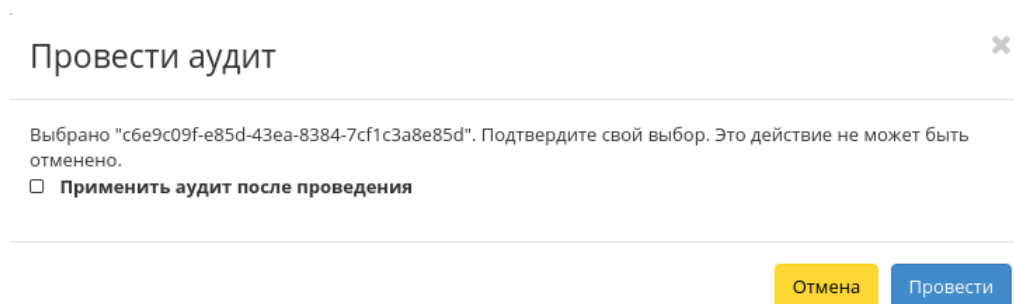 Провести аудит
Выбрано "c6e9c09f-e85d-43ea-8384-7cf1c3a8e85d". Подтвердите свой выбор. Это действие не может быть
отменено.
Применить аудит после проведения
Отмена Провести